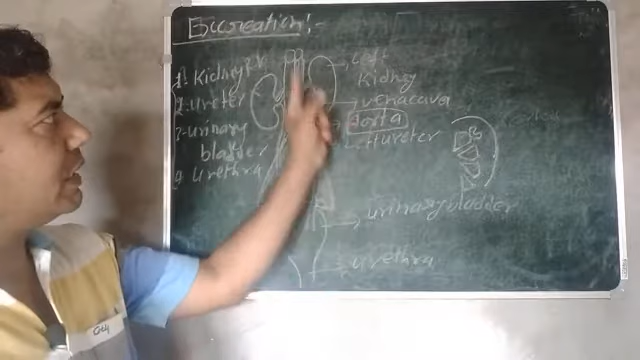 Excreation:-
1. Kidney P.V
2. Ureter
3. Urinary
bladder
4. Urethra
Left
Kidney
venacava
Aorta
ureter
urinary bladder
urethra